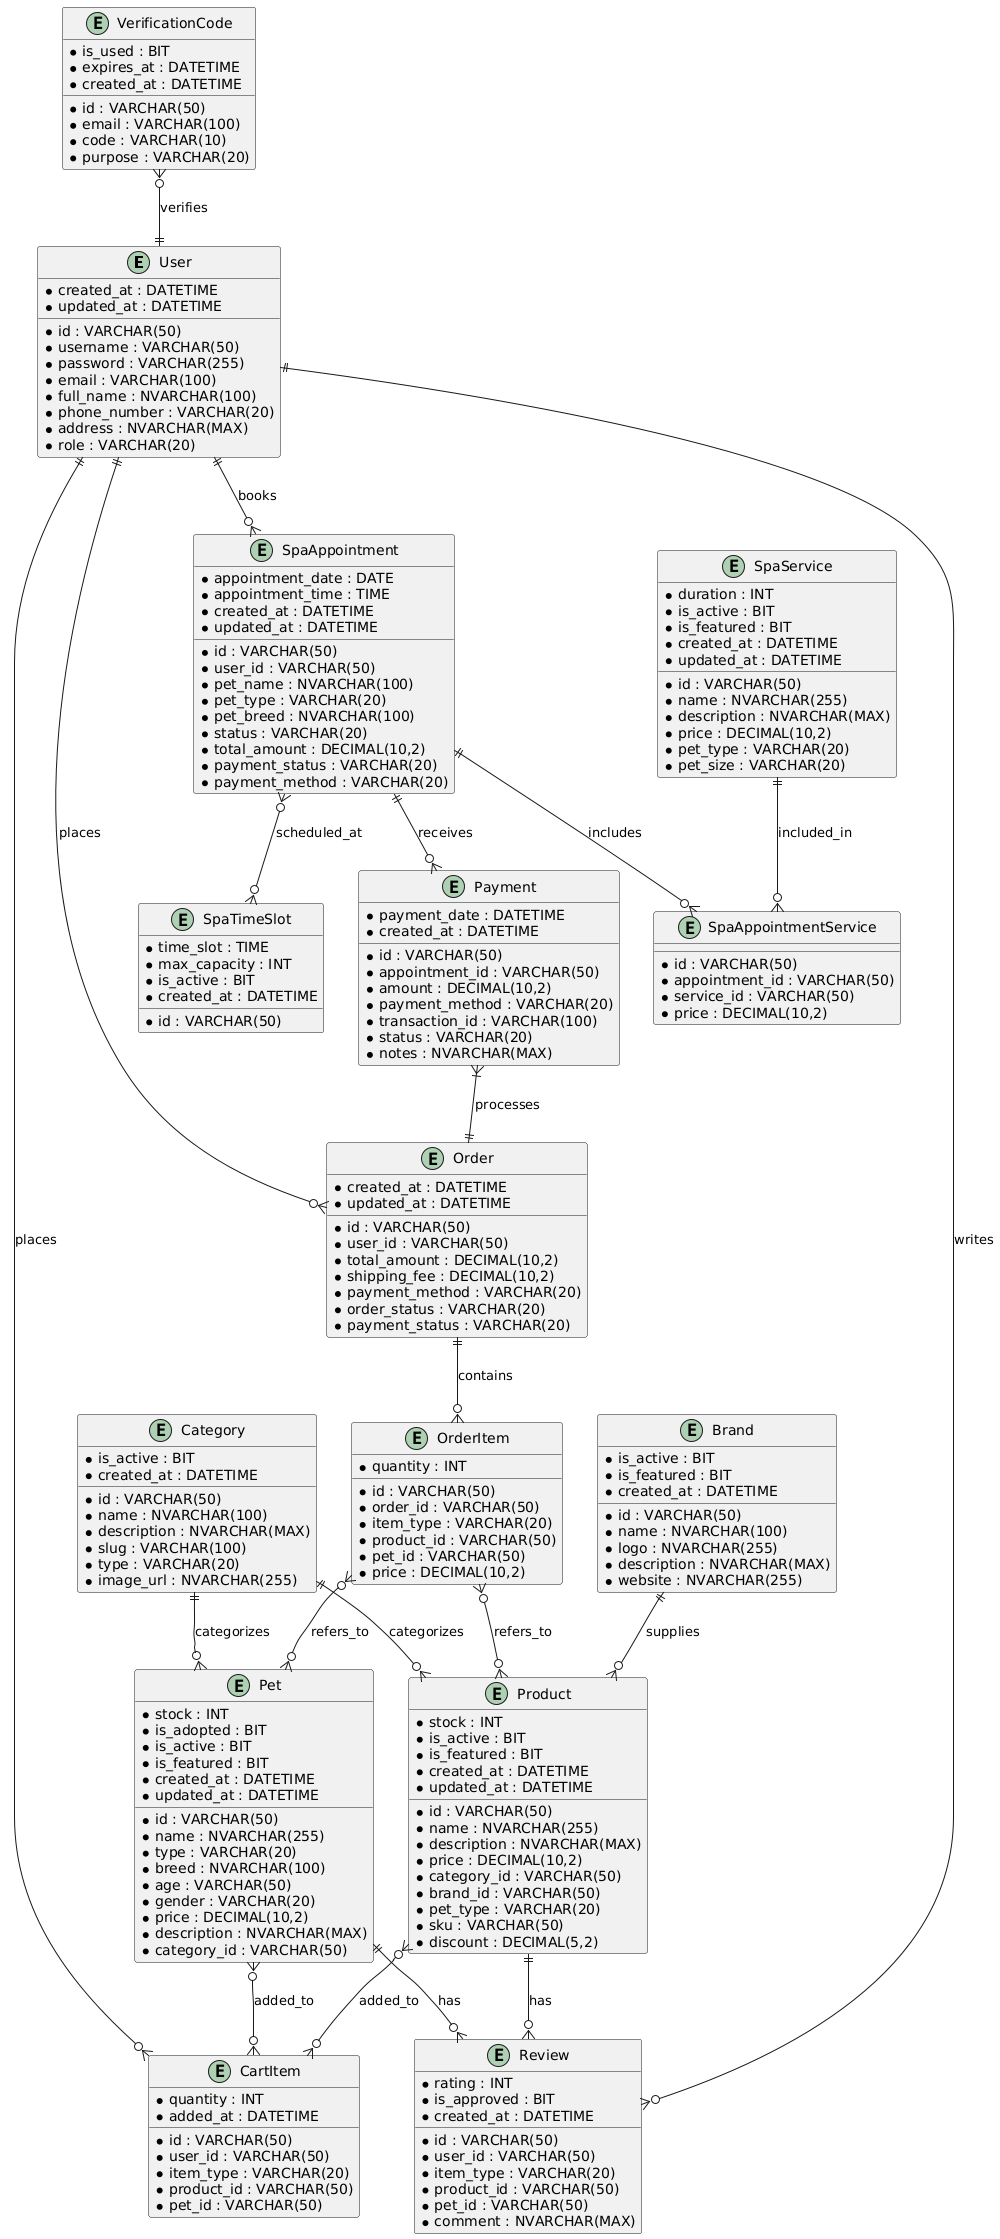 E VerificationCode
is_used : BIT
expires_at : DATETIME
created_at : DATETIME
id : VARCHAR(50)
email : VARCHAR(100)
code : VARCHAR(10)
purpose : VARCHAR(20)
verifies
E User
created_at : DATETIME
updated_at : DATETIME
id : VARCHAR(50)
username : VARCHAR(50)
password : VARCHAR(255)
email : VARCHAR(100)
full_name : NVARCHAR(100)
phone_number : VARCHAR(20)
address : NVARCHAR(MAX)
role : VARCHAR(20)
books
E SpaAppointment
appointment_date : DATE
appointment_time : TIME
created_at : DATETIME
updated_at : DATETIME
id : VARCHAR(50)
user_id : VARCHAR(50)
pet_name : NVARCHAR(100)
pet_type : VARCHAR(20)
pet_breed : NVARCHAR(100)
status : VARCHAR(20)
total_amount : DECIMAL(10,2)
payment_status : VARCHAR(20)
payment_method : VARCHAR(20)
E SpaService
duration : INT
is_active : BIT
is_featured : BIT
created_at : DATETIME
updated_at : DATETIME
id : VARCHAR(50)
name : NVARCHAR(255)
description : NVARCHAR(MAX)
price : DECIMAL(10,2)
pet_type : VARCHAR(20)
pet_size : VARCHAR(20)
places
scheduled_at
receives
includes
included_in
E SpaTimeSlot
time_slot : TIME
max_capacity : INT
is_active : BIT
created_at : DATETIME
id : VARCHAR(50)
E Payment
payment_date : DATETIME
created_at : DATETIME
id : VARCHAR(50)
appointment_id : VARCHAR(50)
amount : DECIMAL(10,2)
payment_method : VARCHAR(20)
transaction_id : VARCHAR(100)
status : VARCHAR(20)
notes : NVARCHAR(MAX)
E SpaAppointmentService
id : VARCHAR(50)
appointment_id : VARCHAR(50)
service_id : VARCHAR(50)
price : DECIMAL(10,2)
processes
E Order
created_at : DATETIME
updated_at : DATETIME
id : VARCHAR(50)
user_id : VARCHAR(50)
total_amount : DECIMAL(10,2)
shipping_fee : DECIMAL(10,2)
payment_method : VARCHAR(20)
order_status : VARCHAR(20)
payment_status : VARCHAR(20)
places
writes
contains
E Category
is_active : BIT
created_at : DATETIME
id : VARCHAR(50)
name : NVARCHAR(100)
description : NVARCHAR(MAX)
slug : VARCHAR(100)
type : VARCHAR(20)
image_url : NVARCHAR(255)
E OrderItem
quantity : INT
id : VARCHAR(50)
order_id : VARCHAR(50)
item_type : VARCHAR(20)
product_id : VARCHAR(50)
pet_id : VARCHAR(50)
price : DECIMAL(10,2)
E Brand
is_active : BIT
is_featured : BIT
created_at : DATETIME
id : VARCHAR(50)
name : NVARCHAR(100)
logo : NVARCHAR(255)
description : NVARCHAR(MAX)
website : NVARCHAR(255)
categorizes
refers_to
categorizes
refers_to
supplies
E Pet
stock : INT
is_adopted : BIT
is_active : BIT
is_featured : BIT
created_at : DATETIME
updated_at : DATETIME
id : VARCHAR(50)
name : NVARCHAR(255)
type : VARCHAR(20)
breed : NVARCHAR(100)
age : VARCHAR(50)
gender : VARCHAR(20)
price : DECIMAL(10,2)
description : NVARCHAR(MAX)
category_id : VARCHAR(50)
E Product
stock : INT
is_active : BIT
is_featured : BIT
created_at : DATETIME
updated_at : DATETIME
id : VARCHAR(50)
name : NVARCHAR(255)
description : NVARCHAR(MAX)
price : DECIMAL(10,2)
category_id : VARCHAR(50)
brand_id : VARCHAR(50)
pet_type : VARCHAR(20)
sku : VARCHAR(50)
discount : DECIMAL(5,2)
added_to
added_to
has
has
E CartItem
quantity : INT
added_at : DATETIME
id : VARCHAR(50)
user_id : VARCHAR(50)
item_type : VARCHAR(20)
product_id : VARCHAR(50)
pet_id : VARCHAR(50)
E Review
rating : INT
is_approved : BIT
created_at : DATETIME
id : VARCHAR(50)
user_id : VARCHAR(50)
item_type : VARCHAR(20)
product_id : VARCHAR(50)
pet_id : VARCHAR(50)
comment : NVARCHAR(MAX)